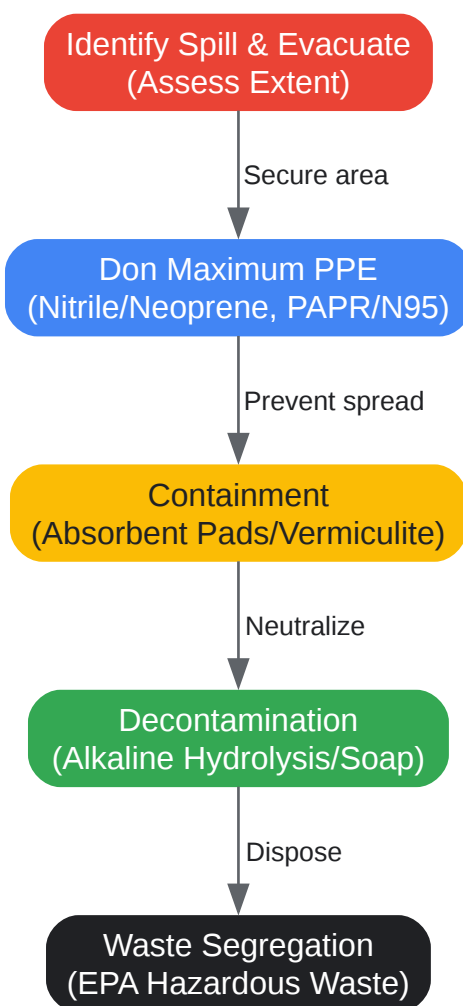 Identify Spill & Evacuate
(Assess Extent)
Secure area
Don Maximum PPE
(Nitrile/Neoprene, PAPR/N95)
Prevent spread
Containment
(Absorbent Pads/Vermiculite)
Neutralize
Decontamination
(Alkaline Hydrolysis/Soap)
Dispose
Waste Segregation
(EPA Hazardous Waste)